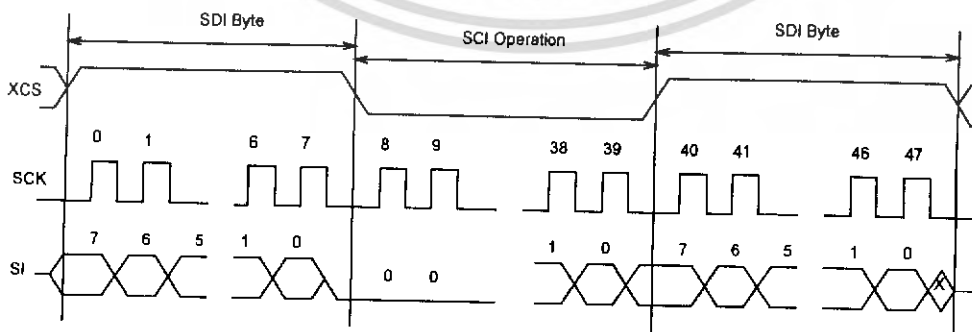 SDI Byte
SCI Operation
SDI Byte
XCS
0 1 6 7 8 9 38 39 40 41 46 47
SCK
7 6 5 1 0 0 0 1 0 7 6 5 1 0 X
SI